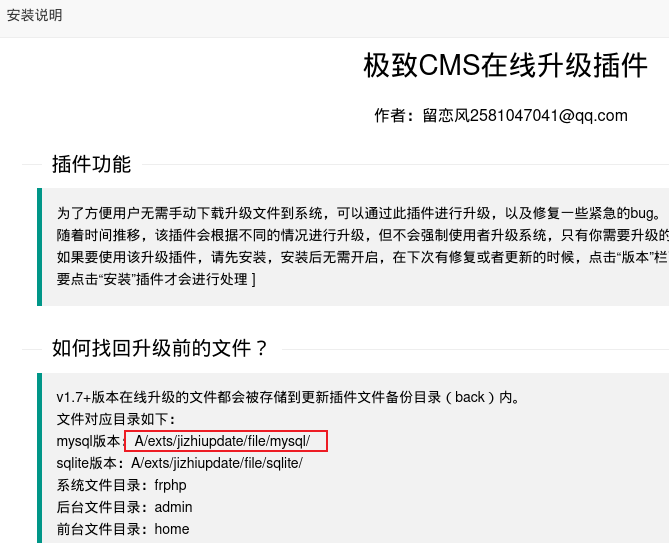 安装说明
极致CMS在线升级插件
作者：留恋风2581047041@qq.com
插件功能
为了方便用户无需手动下载升级文件到系统，可以通过此插件进行升级，以及修复一些紧急的bug。
随着时间推移，该插件会根据不同的情况进行升级，但不会强制使用者升级系统，只有你需要升级的
如果要使用该升级插件，请先安装，安装后无需开启，在下次有修复或者更新的时候，点击“版本”栏
要点击“安装”插件才会进行处理 ]
如何找回升级前的文件？
v1.7+版本在线升级的文件都会被存储到更新插件文件备份目录（back）内。
文件对应目录如下：
mysql版本：A/exts/jizhiupdate/file/mysql/
sqlite版本：A/exts/jizhiupdate/file/sqlite/
系统文件目录：frphp
后台文件目录：admin
前台文件目录：home